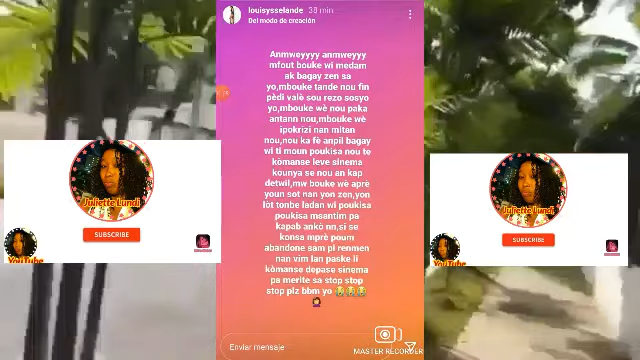 louisysselande 38 min
Del modo de creación
Anmweyyyy anmweyyy
mfout bouke wi medam
ak bagay zen sa
yo,mbouke tande nou fin
pèdi valè sou rezo sosyo
yo,mbouke wè nou paka
antann nou,mbouke wè
ipokrizi nan mitan
nou,nou ka fè anpil bagay
wi ti moun poukisa nou te
kòmanse leve sinema
kounya se nou an kap
detwil,mw bouke wè aprè
youn sot nan yon zen,yon
lòt tonbe ladan wi poukisa
poukisa msantim pa
kapab ankò nn,si se
konsa mprè poum
abandone sam pi renmen
nan vim lan paske li
kòmanse depase sinema
pa merite sa stop stop
stop plz bbm yo 😭😭😭
🤦‍♀️
Enviar mensaje
MASTER RECORDER
Juliette Lundi
SUBSCRIBE
YouTube
Juliette Lundi
SUBSCRIBE
YouTube